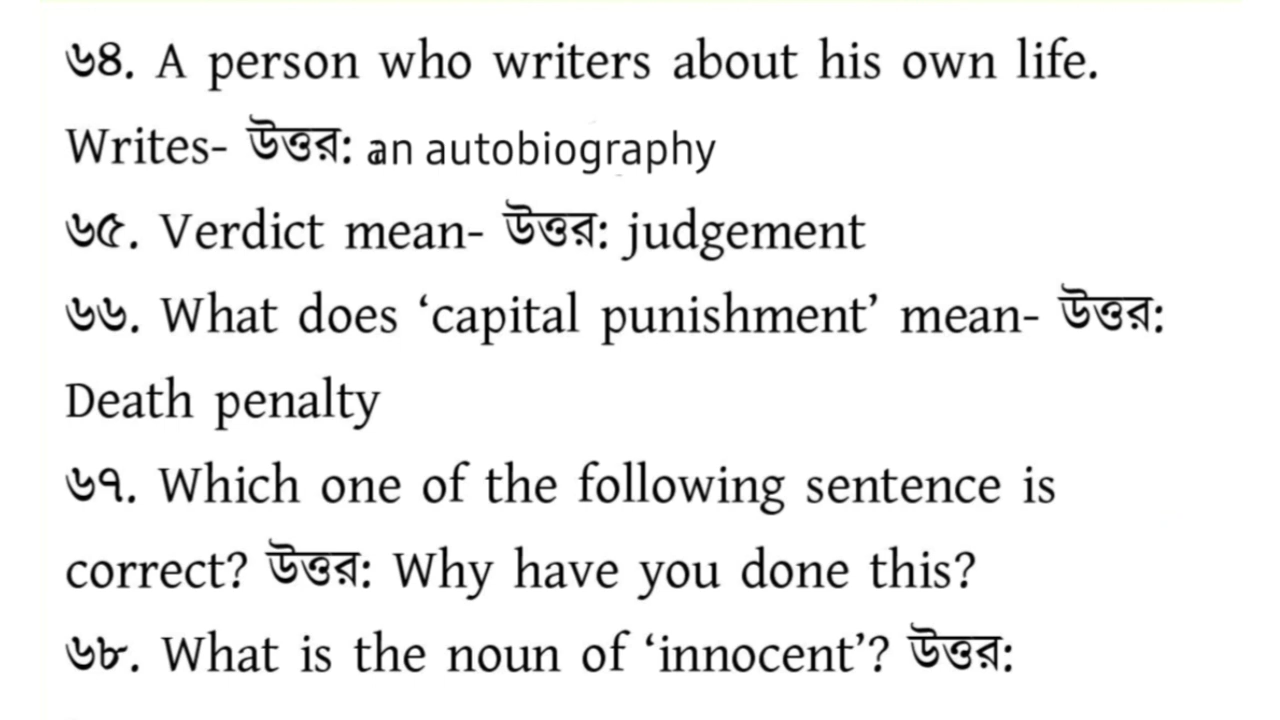 ৬৪. A person who writers about his own life.
Writes- উত্তর: an autobiography
৬৫. Verdict mean- উত্তর: judgement
৬৬. What does ‘capital punishment’ mean- উত্তর:
Death penalty
৬৭. Which one of the following sentence is
correct? উত্তর: Why have you done this?
৬৮. What is the noun of ‘innocent’? উত্তর: